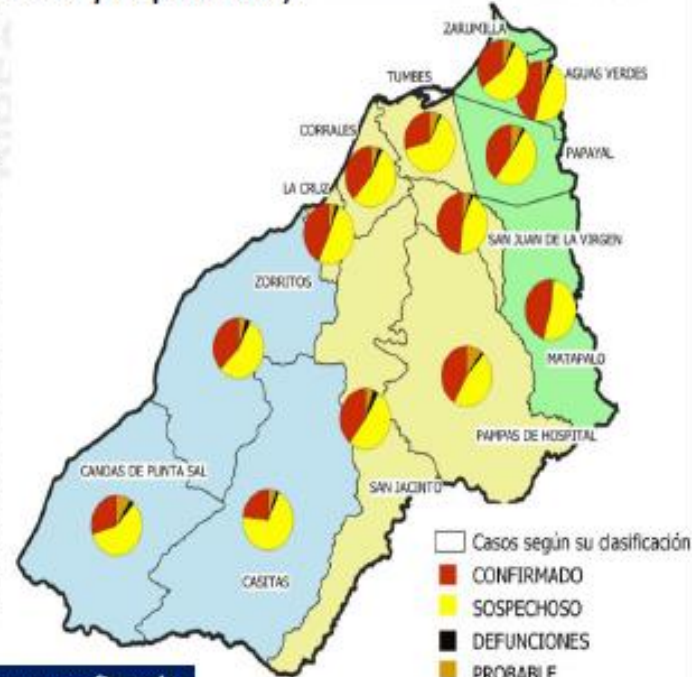 ZARUMILLA
AGUAS VERDES
TUMBES
CORRALES
PAPAYAL
LA CRUZ
SAN JUAN DE LA VIRGEN
ZORRITOS
MATAPALO
PAMPAS DE HOSPITAL
CANOAS DE PUNTA SAL
SAN JACINTO
CASITAS
Casos según su clasificación
CONFIRMADO
SOSPECHOSO
DEFUNCIONES
PROBABLE